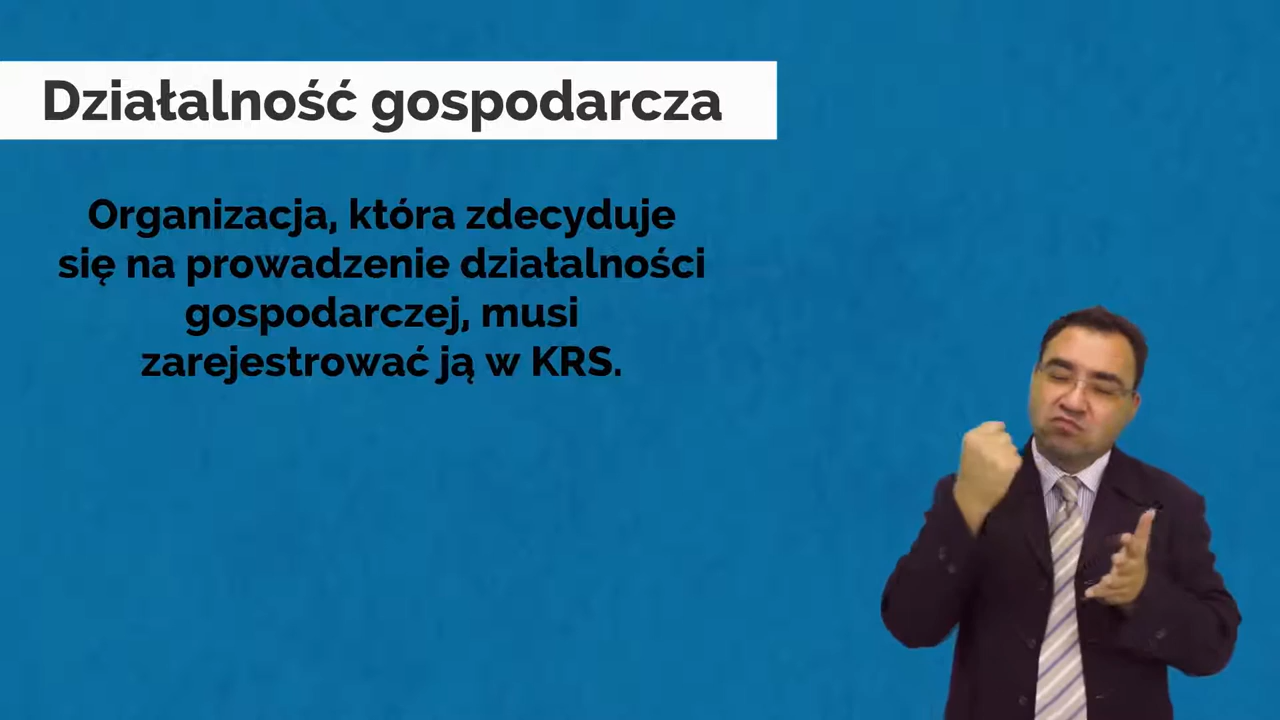 Działalność gospodarcza
Organizacja, która zdecyduje
się na prowadzenie działalności
gospodarczej, musi
zarejestrować ją w KRS.